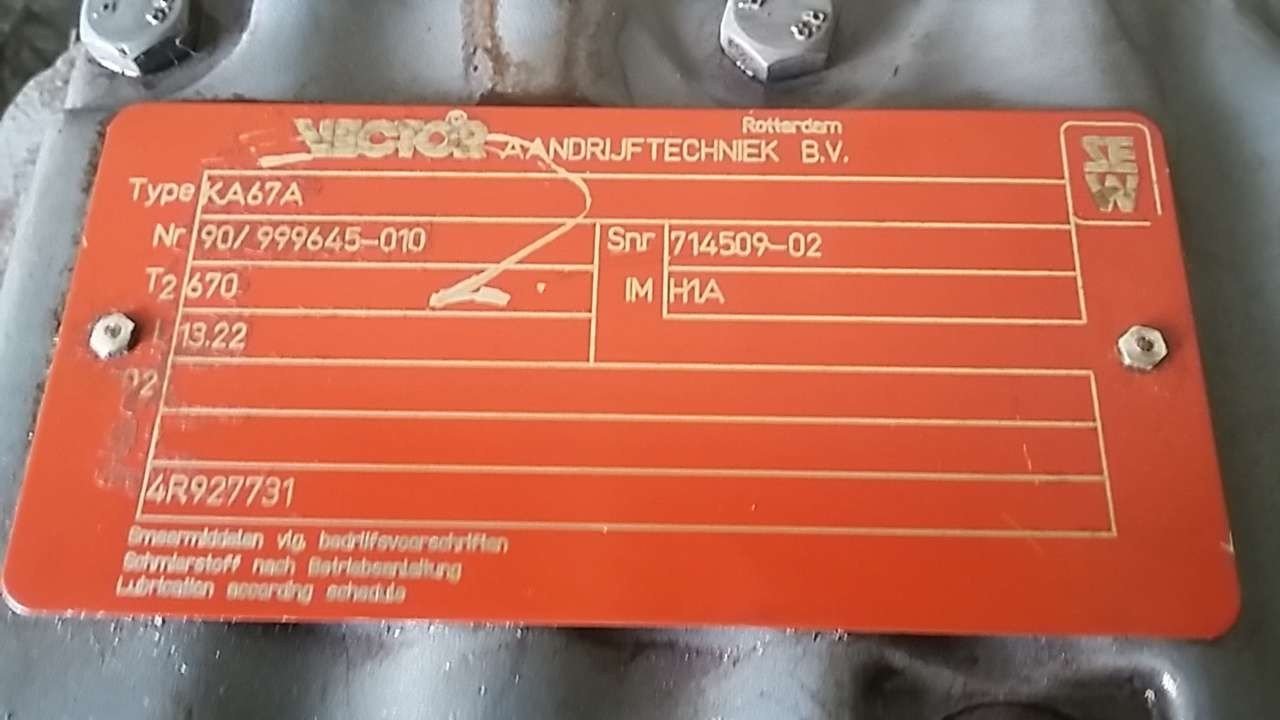 VECTOR AANDRIJFTECHNIEK B.V.
Rotterdam
SEW
Type KA67A
Nr 90/999645-010 Snr 714509-02
T2 670 IM H1A
13.22
4R927731
Smeermiddelen vlg. bedrijfsvoorschriften
Schmierstoff nach Betriebsanleitung
Lubrication according schedule